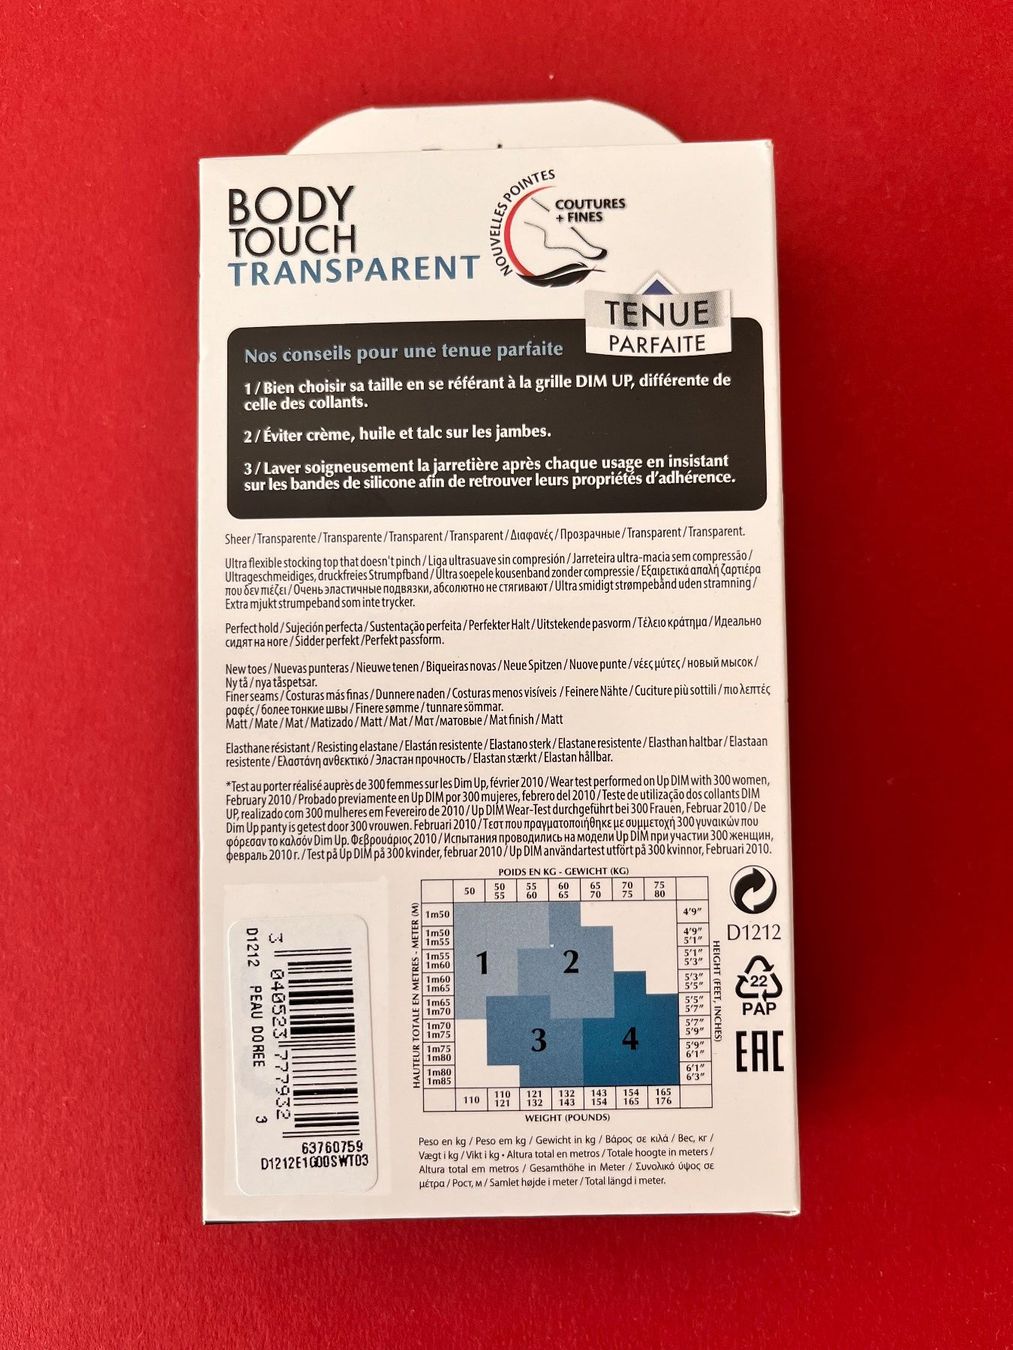 BODY
TOUCH
TRANSPARENT
NOUVELLES POINTES
COUTURES
+ FINES
TENUE
PARFAITE
Nos conseils pour une tenue parfaite
1/Bien choisir sa taille en se référant à la grille DIM UP, différente de
celle des collants.
2/Éviter crème, huile et talc sur les jambes.
3/Laver soigneusement la jarretière après chaque usage en insistant
sur les bandes de silicone afin de retrouver leurs propriétés d'adhérence.
Sheer/Transparente/Transparente/Transparent/Transparent/Διαφανές/Прозрачные/Transparent/Transparent.
Ultra flexible stocking top that doesn't pinch/Liga ultrasuave sin compresión/Jarreteira ultra-macia sem compressão/
Ultrageschmeidiges, druckfreies Strumpfband/Ultra soepele kousenband zonder compressie/Εξαιρετικά απαλή ζαρτιέρα
που δεν πιέζει/Очень эластичные подвязки, абсолютно не стягивают/Ultra smidigt strømpebånd uden stramning/
Extra mjukt strumpeband som inte trycker.
Perfect hold/Sujeción perfecta/Sustentação perfeita/Perfekter Halt/Uitstekende pasvorm/Τέλειο κράτημα/Идеально
сидят на ноге/Sidder perfekt/Perfekt passform.
New toes/Nuevas punteras/Nieuwe tenen/Biqueiras novas/Neue Spitzen/Nuove punte/νέες μύτες/новый мысок/
Ny tå/nya tåspetsar.
Finer seams/Costuras más finas/Dunnere naden/Costuras menos visíveis/Feinere Nähte/Cuciture più sottili/πιο λεπτές
ραφές/более тонкие швы/Finere sømme/tunnare sömmar.
Matt/Mate/Mat/Matizado/Matt/Mat/Ματ/матовые/Mat finish/Matt
Elasthane résistant/Resisting elastane/Elastán resistente/Elastano sterk/Elastane resistente/Elasthan haltbar/Elastaan
resistente/Ελαστάνη ανθεκτικό/Эластан прочность/Elastan stærkt/Elastan hållbar.
*Test au porter réalisé auprès de 300 femmes sur les Dim Up, février 2010/Wear test performed on Up DIM with 300 women,
February 2010/Probado previamente en Up DIM por 300 mujeres, febrero del 2010/Teste de utilização dos collants DIM
UP, realizado com 300 mulheres em Fevereiro de 2010/Up DIM Wear-Test durchgeführt bei 300 Frauen, Februar 2010/De
Dim Up panty is getest door 300 vrouwen. Februari 2010/Τεστ που πραγματοποιήθηκε με συμμετοχή 300 γυναικών που
φόρεσαν το καλσόν Dim Up. Φεβρουάριος 2010/Испытания проводились на модели Up DIM при участии 300 женщин,
февраль 2010 г./Test på Up DIM på 300 kvinder, februar 2010/Up DIM användartest utfört på 300 kvinnor, Februari 2010.
POIDS EN KG - GEWICHT (KG)
50 50 55 60 65 70 75
55 60 65 70 75 80
HAUTEUR TOTALE EN METRES - METER (M)
1m50 4'9"
1m50 4'9"
1m55 5'1"
1m55 5'1"
1m60 5'3"
1m60 5'3"
1m65 5'5"
1m65 5'5"
1m70 5'7"
1m70 5'7"
1m75 5'9"
1m75 5'9"
1m80 6'1"
1m80 6'1"
1m85 6'3"
1
2
3
4
HEIGHT (FEET, INCHES)
110 110 121 132 143 154 165
121 132 143 154 165 176
WEIGHT (POUNDS)
Peso en kg / Peso em kg / Gewicht in kg / Βάρος σε κιλά / Вес, кг /
Vægt i kg / Vikt i kg • Altura total en metros / Totale hoogte in meters /
Altura total em metros / Gesamthöhe in Meter / Συνολικό ύψος σε
μέτρα / Рост, м / Samlet højde i meter / Total längd i meter.
D1212
22
PAP
EAC
D1212 PEAU DOREE 3
3 040523 777932
63760759
D1212E1G00SWT03